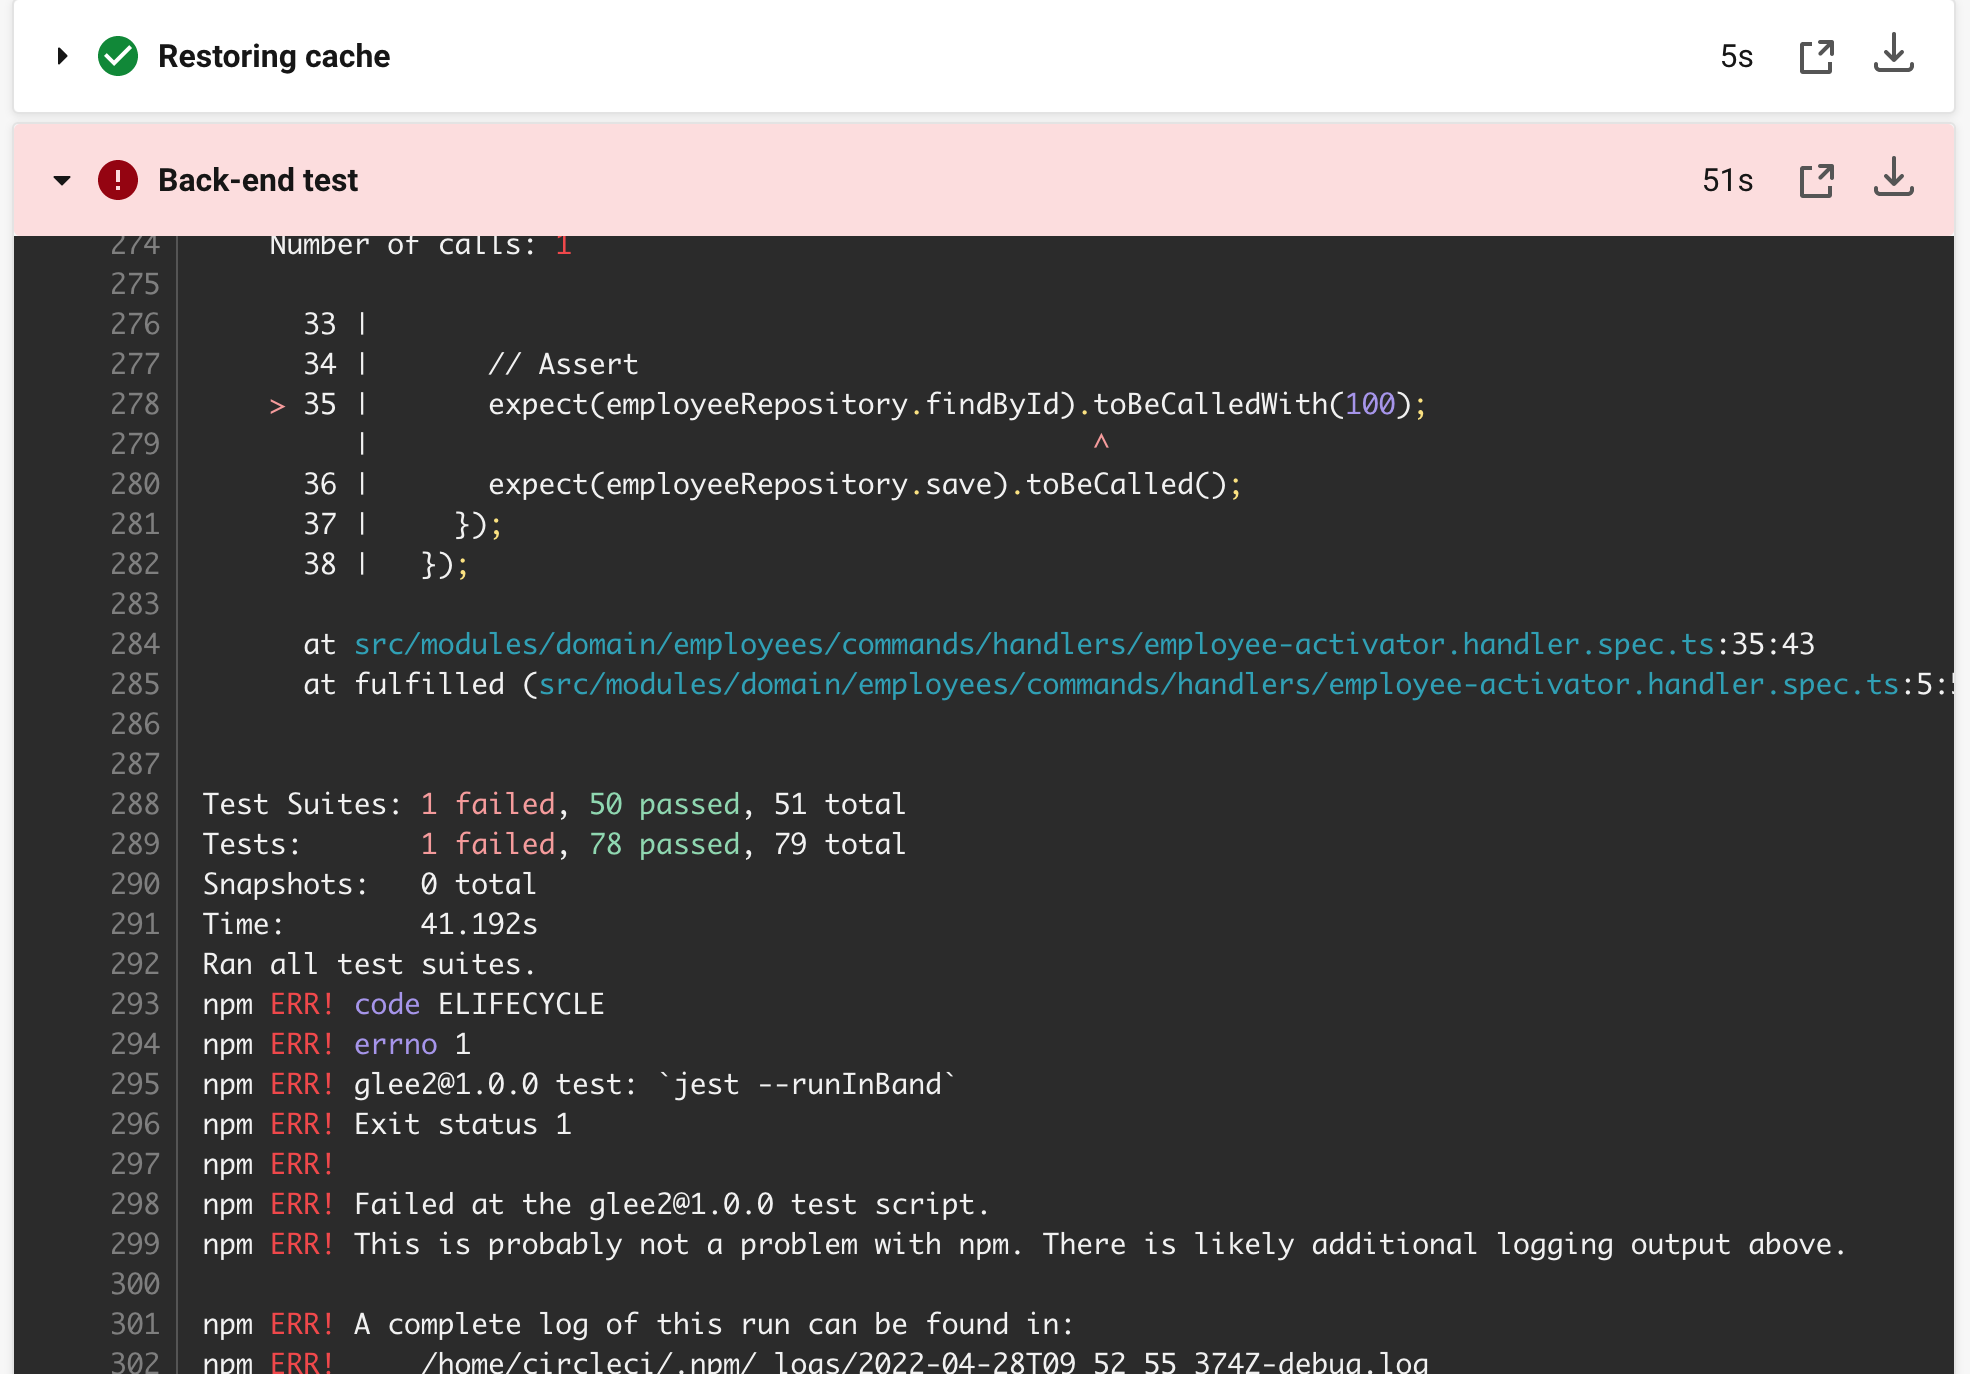 Restoring cache 5s
Back-end test 51s
274 Number of calls: 1
275
276 33 |
277 34 | // Assert
278 > 35 | expect(employeeRepository.findById).toBeCalledWith(100);
279 | ^
280 36 | expect(employeeRepository.save).toBeCalled();
281 37 | });
282 38 | });
283
284 at src/modules/domain/employees/commands/handlers/employee-activator.handler.spec.ts:35:43
285 at fulfilled (src/modules/domain/employees/commands/handlers/employee-activator.handler.spec.ts:5:
286
287
288 Test Suites: 1 failed, 50 passed, 51 total
289 Tests: 1 failed, 78 passed, 79 total
290 Snapshots: 0 total
291 Time: 41.192s
292 Ran all test suites.
293 npm ERR! code ELIFECYCLE
294 npm ERR! errno 1
295 npm ERR! glee2@1.0.0 test: `jest --runInBand`
296 npm ERR! Exit status 1
297 npm ERR!
298 npm ERR! Failed at the glee2@1.0.0 test script.
299 npm ERR! This is probably not a problem with npm. There is likely additional logging output above.
300
301 npm ERR! A complete log of this run can be found in:
302 npm ERR! /home/circleci/.npm/_logs/2022-04-28T09_52_55_374Z-debug.log